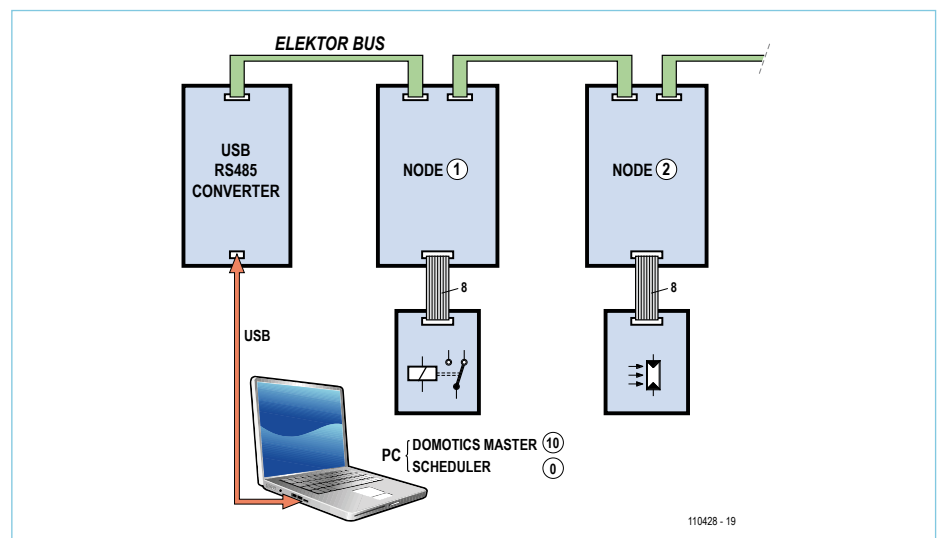 ELEKTOR BUS
USB
RS485
CONVERTER
NODE 1
NODE 2
8
8
USB
PC
DOMOTICS MASTER 10
SCHEDULER 0
110428 - 19